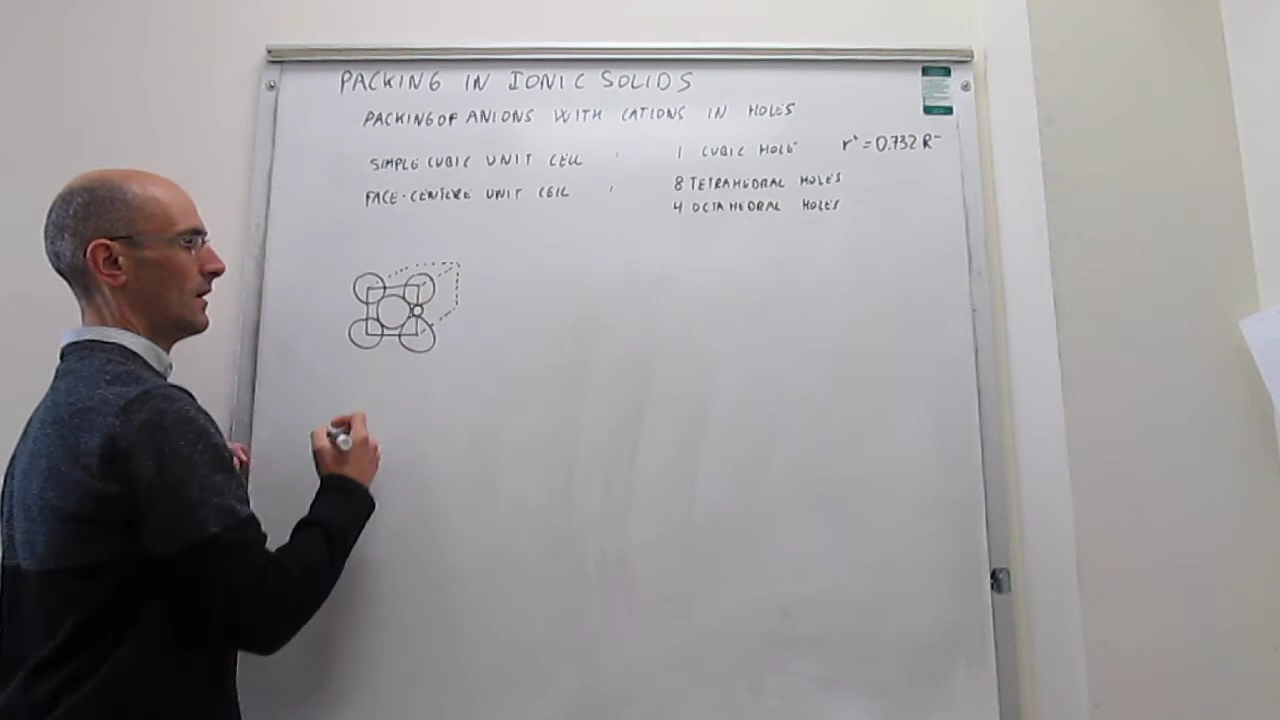 PACKING IN IONIC SOLIDS
PACKING OF ANIONS WITH CATIONS IN HOLES
SIMPLE CUBIC UNIT CELL , 1 CUBIC HOLE r⁺ = 0.732 R⁻
FACE-CENTERE UNIT CELL , 8 TETRAHEDRAL HOLES
4 OCTAHEDRAL HOLES